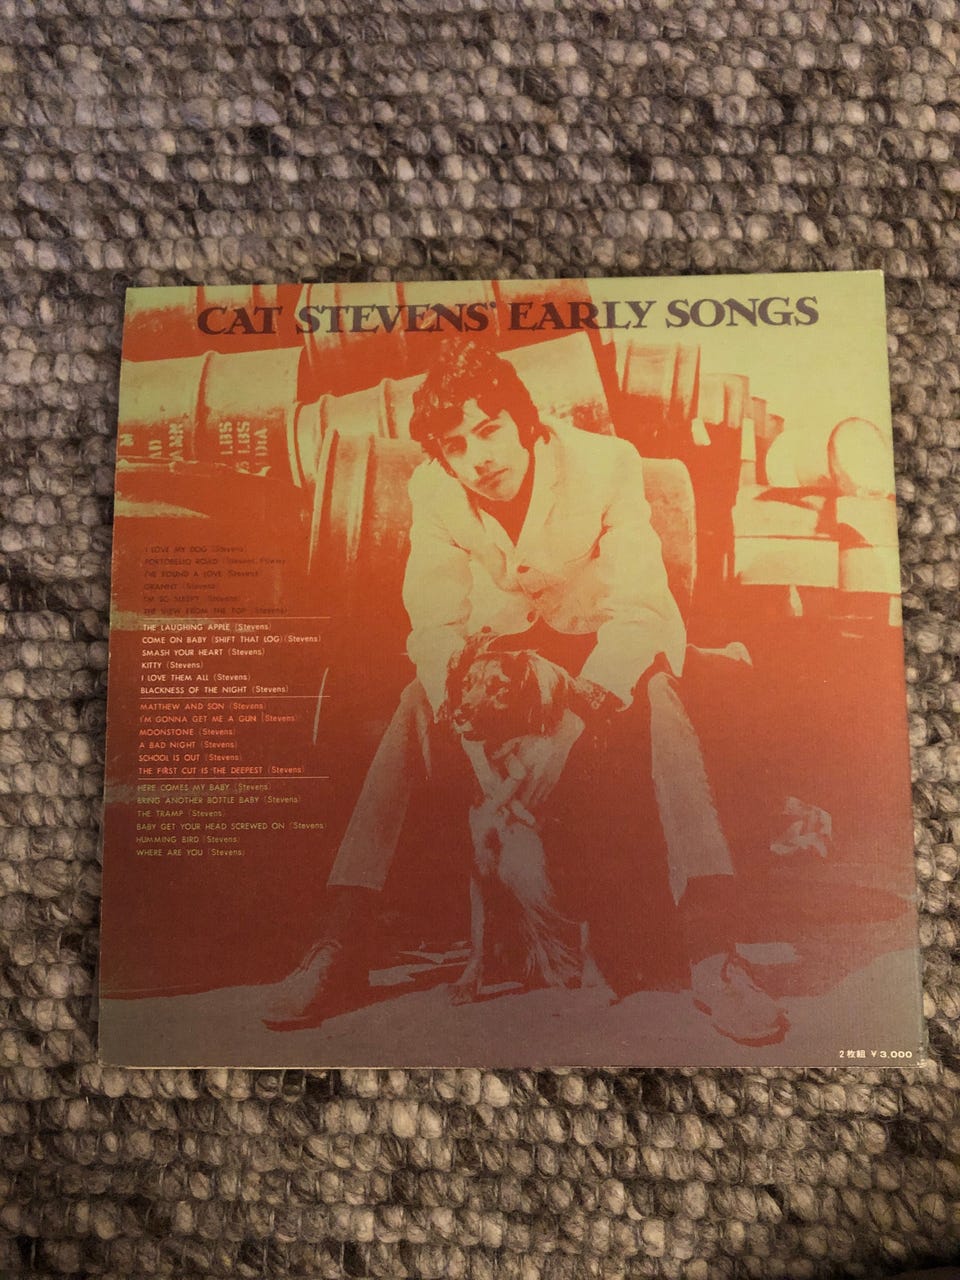 CAT STEVENS' EARLY SONGS
LBS
LBS
DIA
I LOVE MY DOG (Stevens)
PORTOBELLO ROAD (Stevens, Fowley)
I'VE FOUND A LOVE (Stevens)
GRANNY (Stevens)
I'M SO SLEEPY (Stevens)
THE VIEW FROM THE TOP (Stevens)
THE LAUGHING APPLE (Stevens)
COME ON BABY (SHIFT THAT LOG) (Stevens)
SMASH YOUR HEART (Stevens)
KITTY (Stevens)
I LOVE THEM ALL (Stevens)
BLACKNESS OF THE NIGHT (Stevens)
MATTHEW AND SON (Stevens)
I'M GONNA GET ME A GUN (Stevens)
MOONSTONE (Stevens)
A BAD NIGHT (Stevens)
SCHOOL IS OUT (Stevens)
THE FIRST CUT IS THE DEEPEST (Stevens)
HERE COMES MY BABY (Stevens)
BRING ANOTHER BOTTLE BABY (Stevens)
THE TRAMP (Stevens)
BABY GET YOUR HEAD SCREWED ON (Stevens)
HUMMING BIRD (Stevens)
WHERE ARE YOU (Stevens)
2枚組 ¥3,000